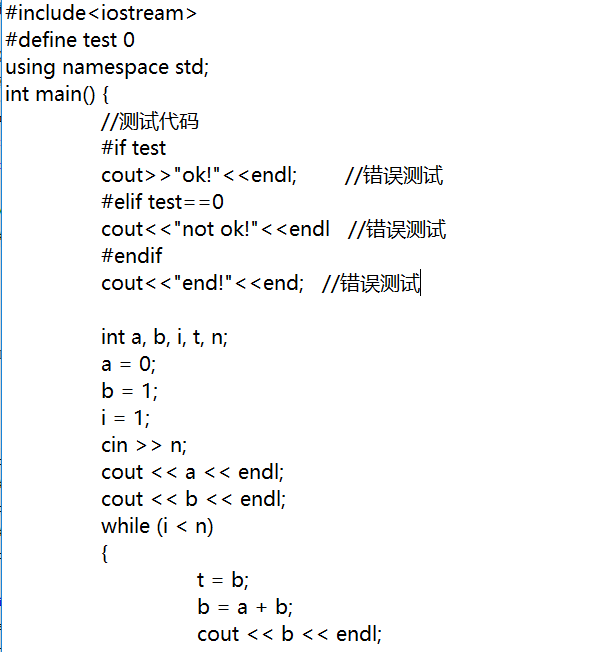 #include<iostream>
#define test 0
using namespace std;
int main() {
//测试代码
#if test
cout>>"ok!"<<endl; //错误测试
#elif test==0
cout<<"not ok!"<<endl //错误测试
#endif
cout<<"end!"<<end; //错误测试
int a, b, i, t, n;
a = 0;
b = 1;
i = 1;
cin >> n;
cout << a << endl;
cout << b << endl;
while (i < n)
{
t = b;
b = a + b;
cout << b << endl;